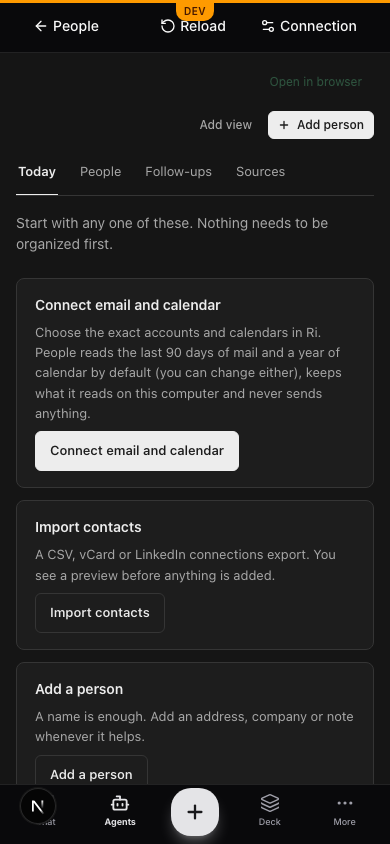 DEV
People
Reload
Connection
Open in browser
Add view
Add person
Today
People
Follow-ups
Sources
Start with any one of these. Nothing needs to be
organized first.
Connect email and calendar
Choose the exact accounts and calendars in Ri.
People reads the last 90 days of mail and a year of
calendar by default (you can change either), keeps
what it reads on this computer and never sends
anything.
Connect email and calendar
Import contacts
A CSV, vCard or LinkedIn connections export. You
see a preview before anything is added.
Import contacts
Add a person
A name is enough. Add an address, company or note
whenever it helps.
Add a person
N
Agents
Deck
More